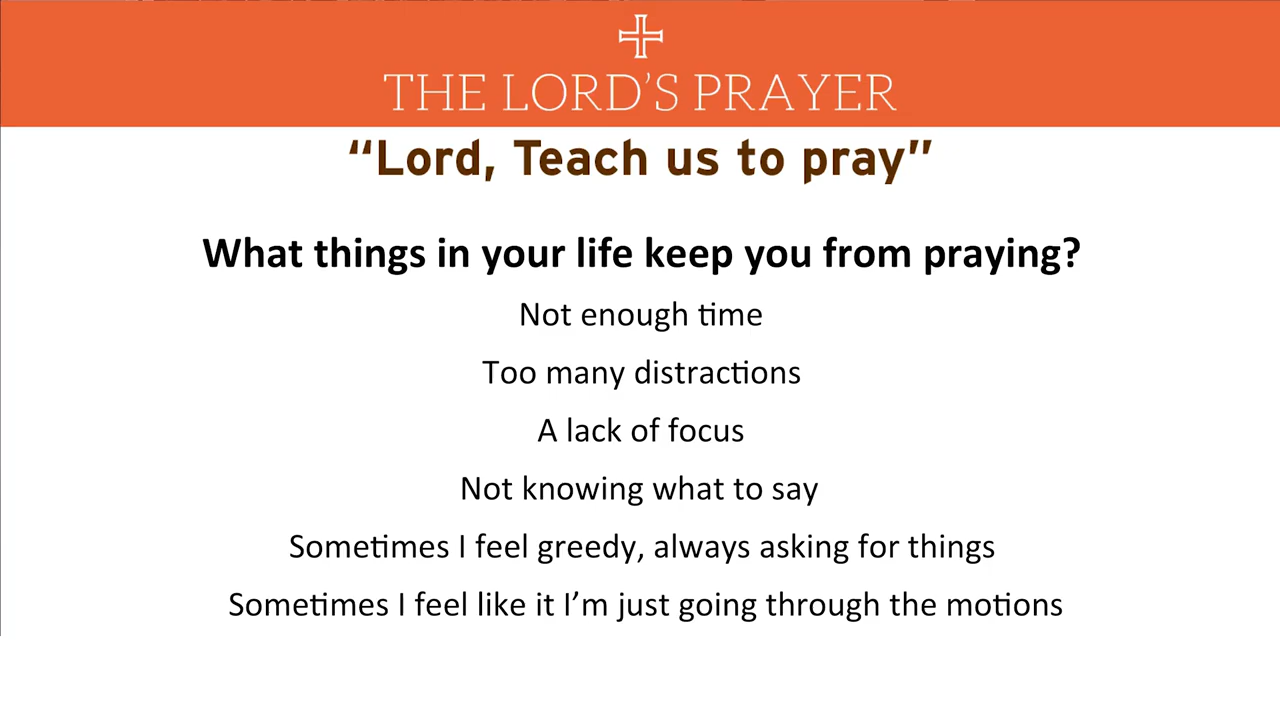 THE LORD’S PRAYER
“Lord, Teach us to pray”
What things in your life keep you from praying?
Not enough time
Too many distractions
A lack of focus
Not knowing what to say
Sometimes I feel greedy, always asking for things
Sometimes I feel like it I’m just going through the motions